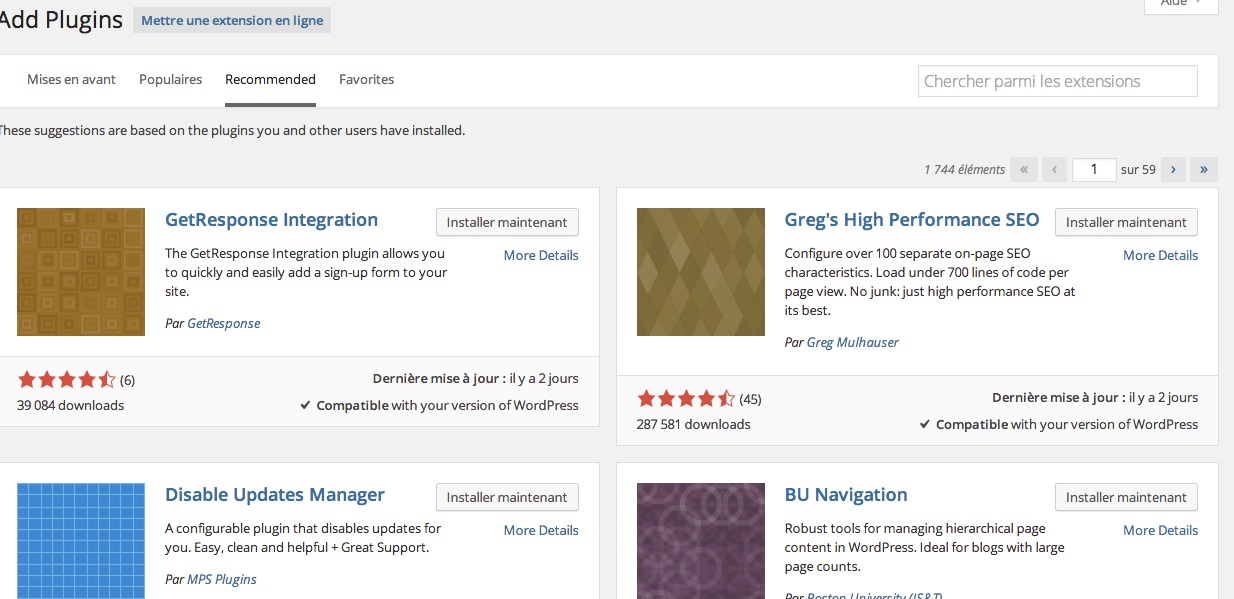 Add Plugins Mettre une extension en ligne
Aide
Mises en avant Populaires Recommended Favorites
Chercher parmi les extensions
These suggestions are based on the plugins you and other users have installed.
1 744 éléments « ‹ 1 sur 59 › »
GetResponse Integration
Installer maintenant
The GetResponse Integration plugin allows you
More Details
to quickly and easily add a sign-up form to your
site.
Par GetResponse
(6)
Dernière mise à jour : il y a 2 jours
39 084 downloads
✔ Compatible with your version of WordPress
Greg's High Performance SEO
Installer maintenant
Configure over 100 separate on-page SEO
More Details
characteristics. Load under 700 lines of code per
page view. No junk: just high performance SEO at
its best.
Par Greg Mulhauser
(45)
Dernière mise à jour : il y a 2 jours
287 581 downloads
✔ Compatible with your version of WordPress
Disable Updates Manager
Installer maintenant
A configurable plugin that disables updates for
More Details
you. Easy, clean and helpful + Great Support.
Par MPS Plugins
BU Navigation
Installer maintenant
Robust tools for managing hierarchical page
More Details
content in WordPress. Ideal for blogs with large
page counts.
Par Boston University (IS&T)